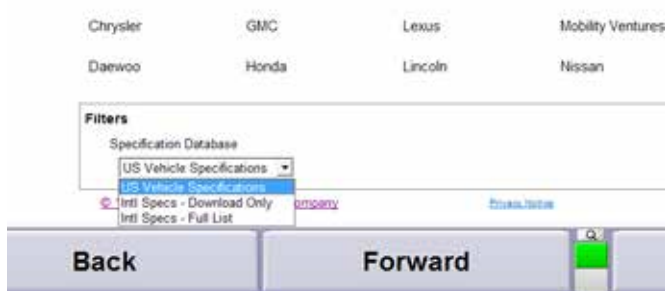 Chrysler GMC Lexus Mobility Ventures
Daewoo Honda Lincoln Nissan
Filters
Specification Database
US Vehicle Specifications
US Vehicle Specifications
Intl Specs - Download Only
Intl Specs - Full List
© company Privacy Notice
Back Forward